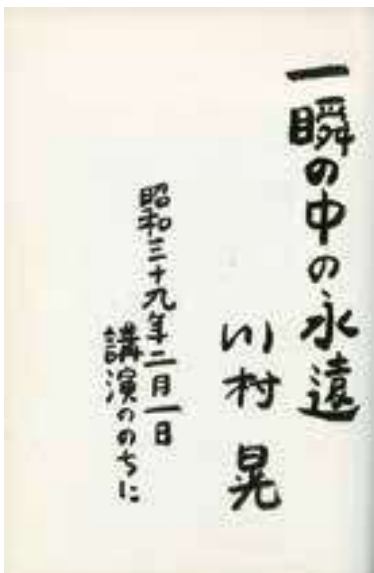 一瞬の中の永遠
川村晃
昭和三十九年二月一日
講演ののちに